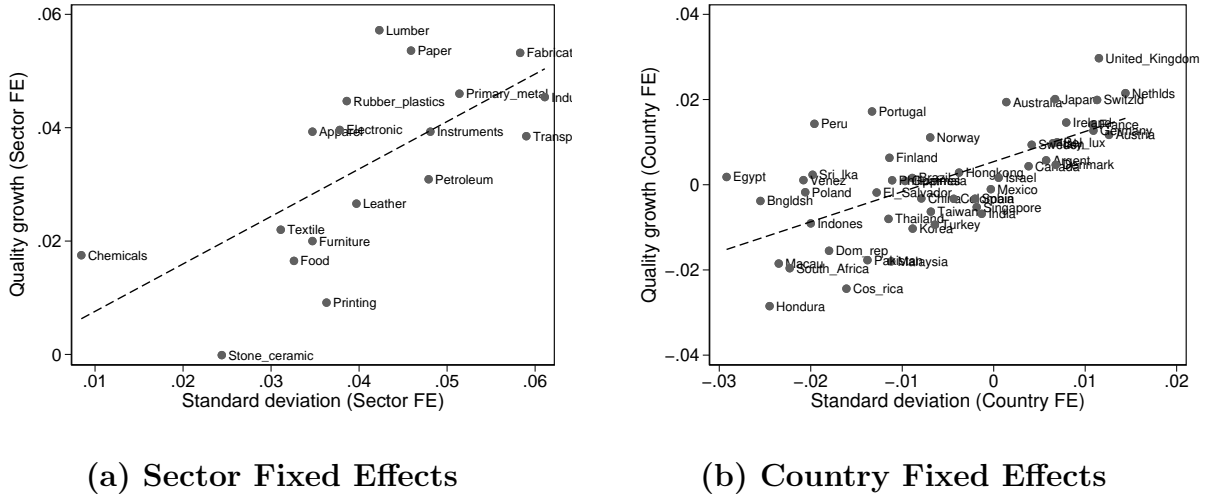 Quality growth (Sector FE)
.06
.04
.02
0
Lumber
Paper
Fabricat
Primary_metal
Indu
Rubber_plastics
Apparel
Electronic
Instruments
Transp
Petroleum
Leather
Textile
Furniture
Chemicals
Food
Printing
Stone_ceramic
.01 .02 .03 .04 .05 .06
Standard deviation (Sector FE)
(a) Sector Fixed Effects
Quality growth (Country FE)
.04
.02
0
−.02
−.04
United_Kingdom
Nethlds
Japan
Switzld
Australia
Portugal
Peru
Ireland
France
Germany
Austria
Norway
Sweden
Bel_lux
Finland
Argent
Denmark
Canada
Hongkong
Sri_lka
Egypt
Venez
Brazil
Israel
Poland
El_Salvador
Mexico
Bngldsh
China
Colombia
Spain
Singapore
Taiwan
India
Thailand
Indones
Turkey
Korea
Dom_rep
Pakistan
Malaysia
Macau
South_Africa
Cos_rica
Hondura
−.03 −.02 −.01 0 .01 .02
Standard deviation (Country FE)
(b) Country Fixed Effects